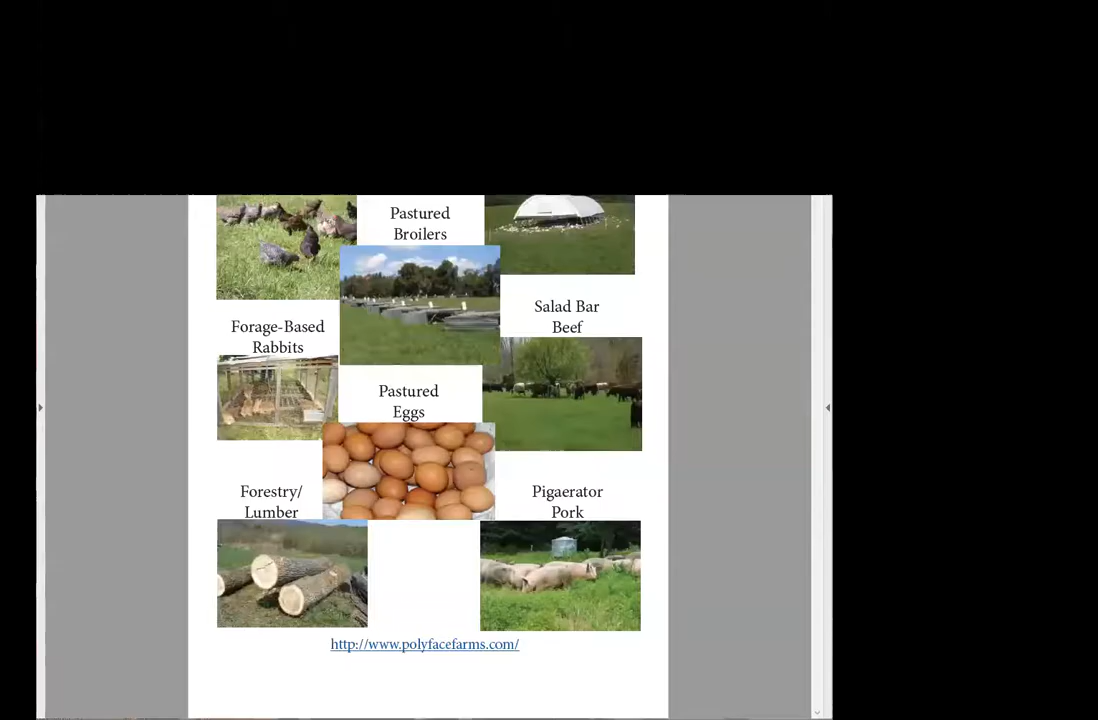 Pastured
Broilers
Salad Bar
Beef
Forage-Based
Rabbits
Pastured
Eggs
Forestry/
Lumber
Pigaerator
Pork
http://www.polyfacefarms.com/